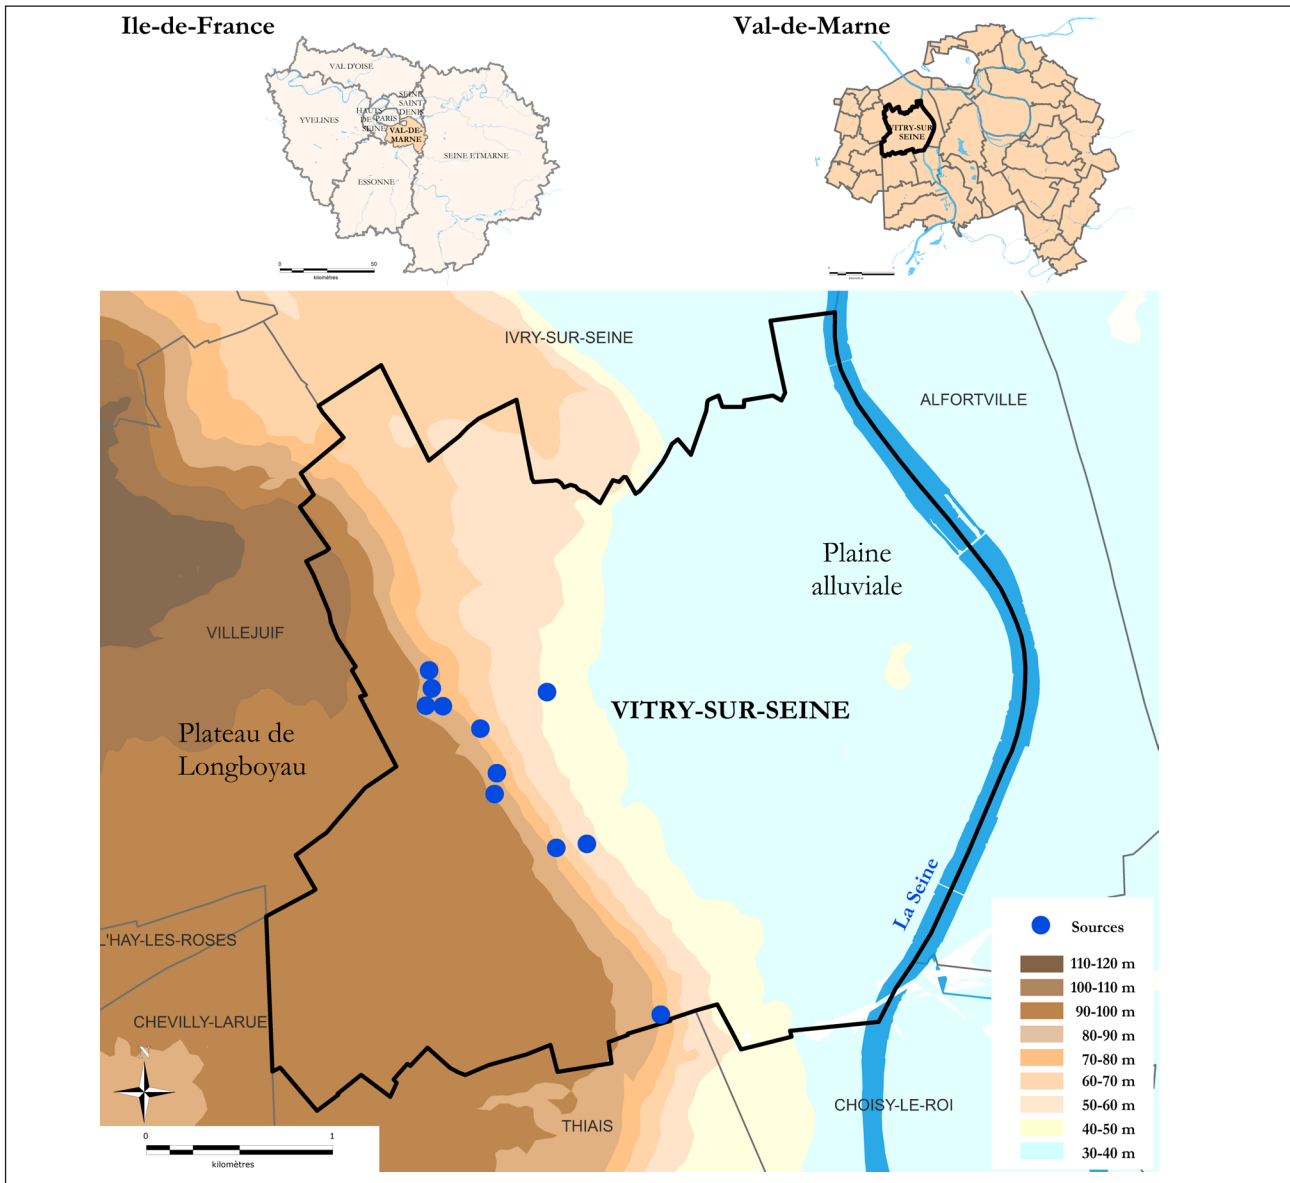 Ile-de-France
VAL D'OISE
YVELINES
HAUTS
DE
SEINE
PARIS
SEINE
SAINT
DENIS
VAL-DE-
MARNE
SEINE ETMARNE
ESSONNE
0 50
kilomètres
Val-de-Marne
VITRY-SUR
SEINE
IVRY-SUR-SEINE
ALFORTVILLE
Plaine
alluviale
VILLEJUIF
VITRY-SUR-SEINE
Plateau de
Longboyau
La Seine
L'HAY-LES-ROSES
CHEVILLY-LARUE
N
THIAIS
CHOISY-LE-ROI
0 1
kilomètres
Sources
110-120 m
100-110 m
90-100 m
80-90 m
70-80 m
60-70 m
50-60 m
40-50 m
30-40 m